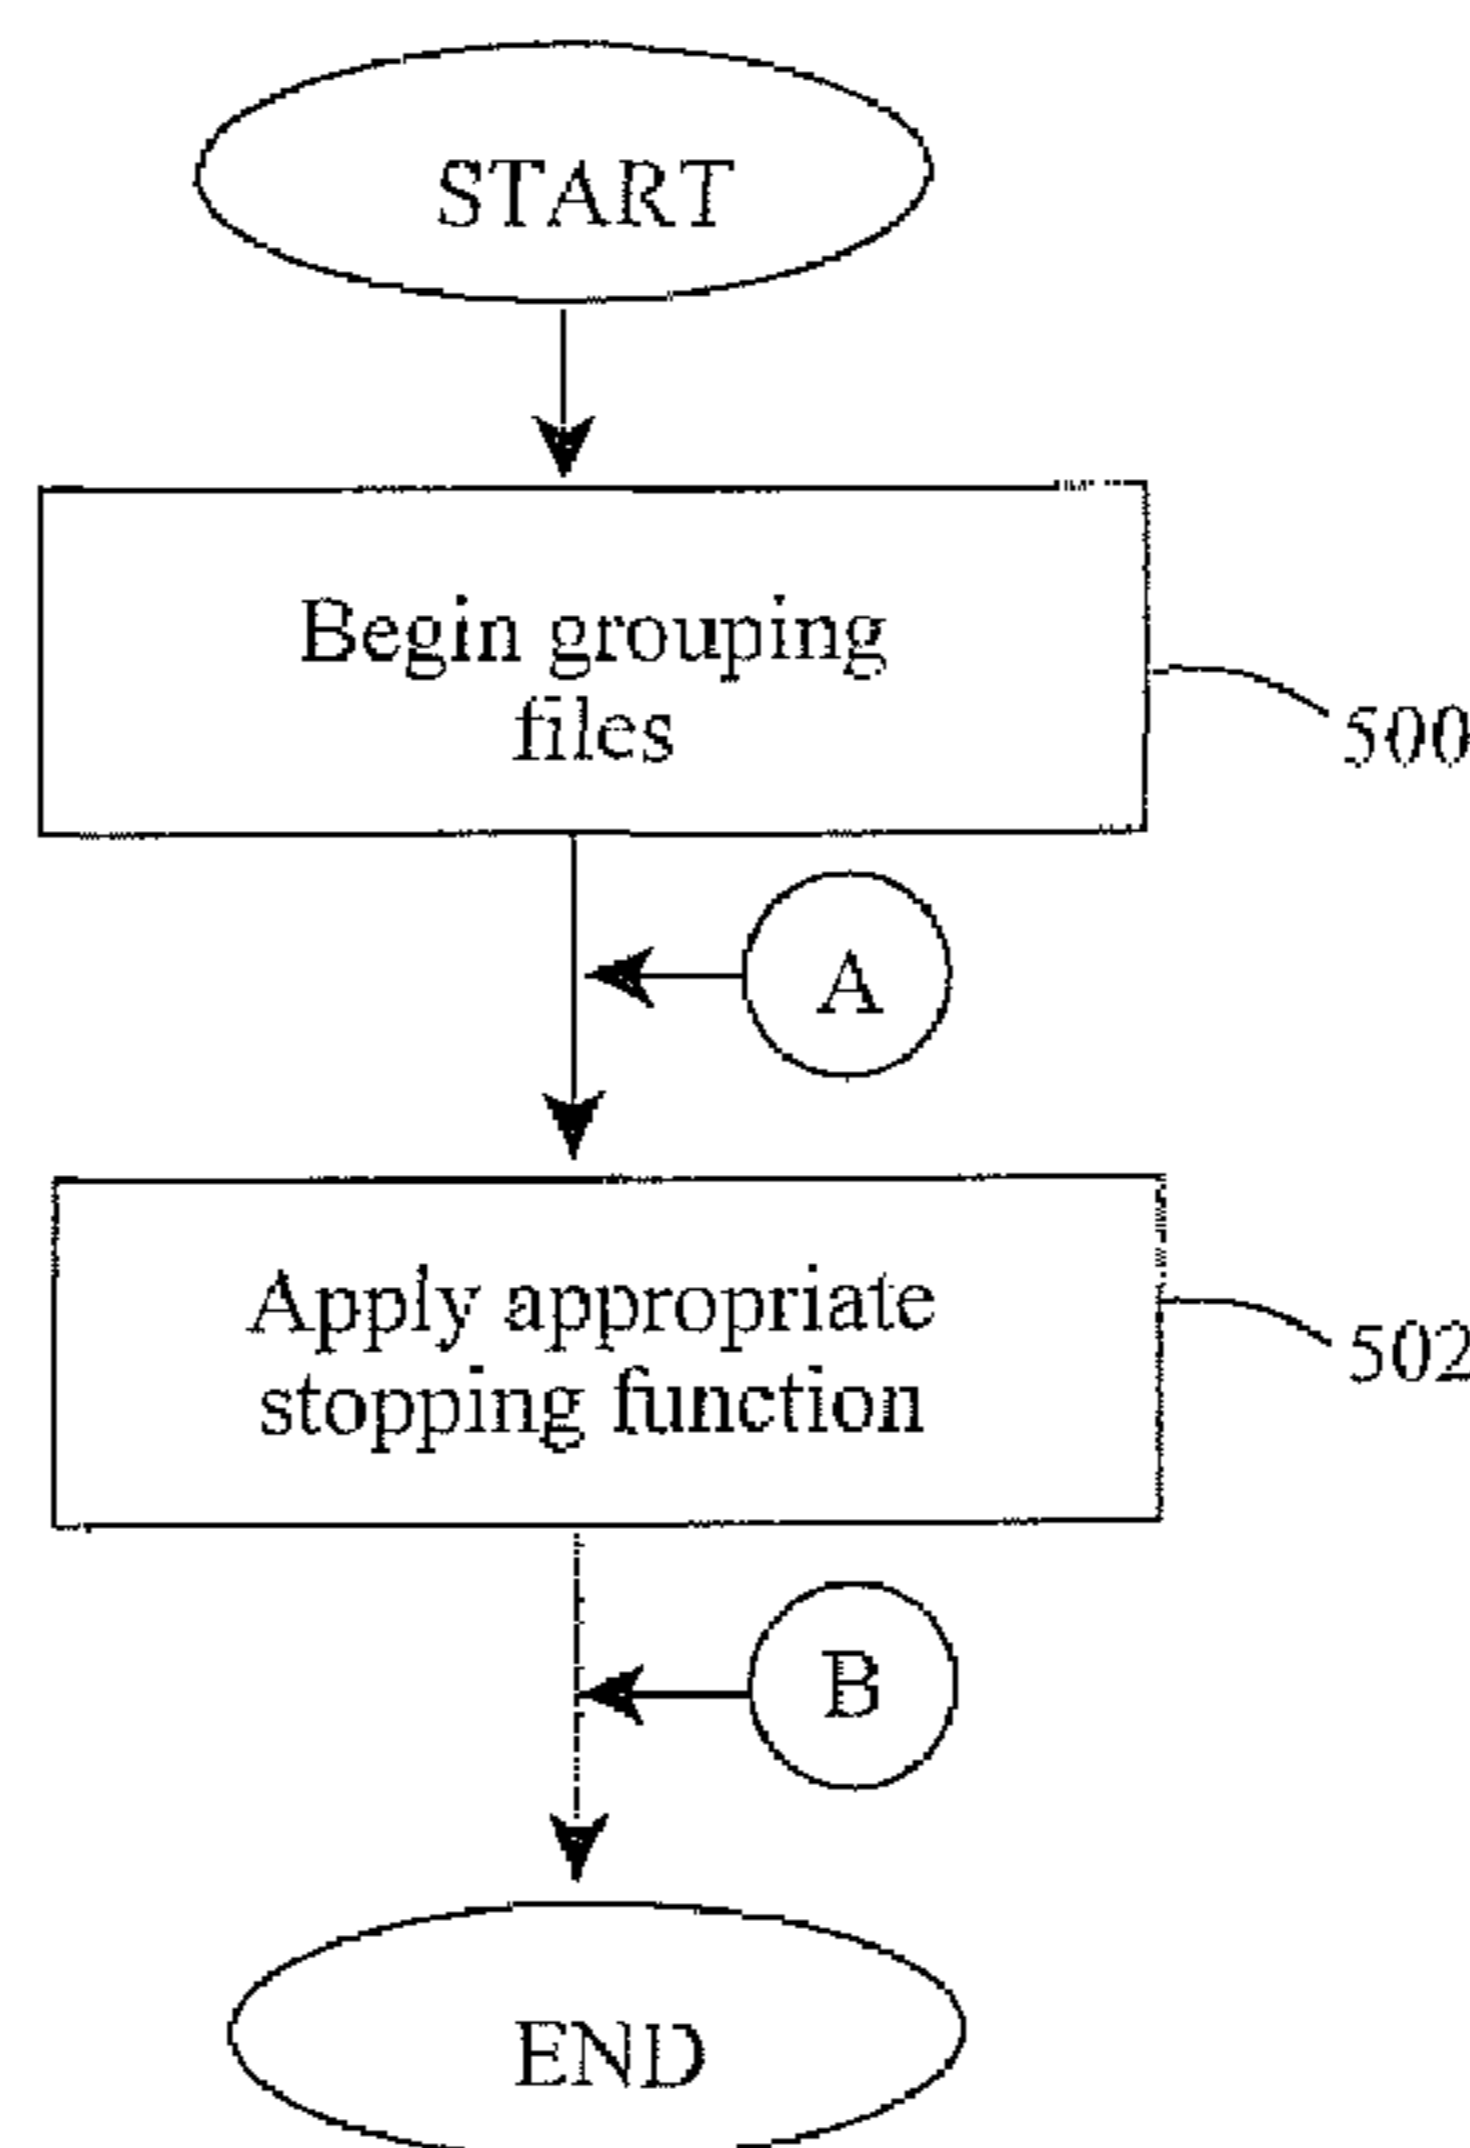 START
Begin grouping
files
500
A
Apply appropriate
stopping function
502
B
END